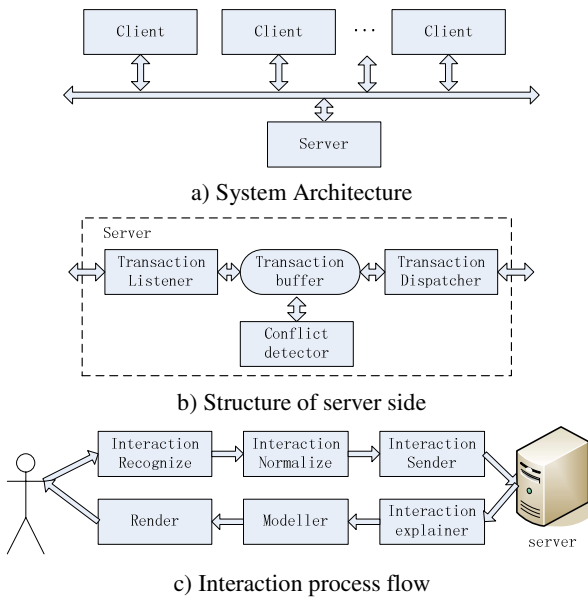 Client
Client
...
Client
Server
a) System Architecture
Server
Transaction
Listener
Transaction
buffer
Transaction
Dispatcher
Conflict
detector
b) Structure of server side
Interaction
Recognize
Interaction
Normalize
Interaction
Sender
Render
Modeller
Interaction
explainer
server
c) Interaction process flow